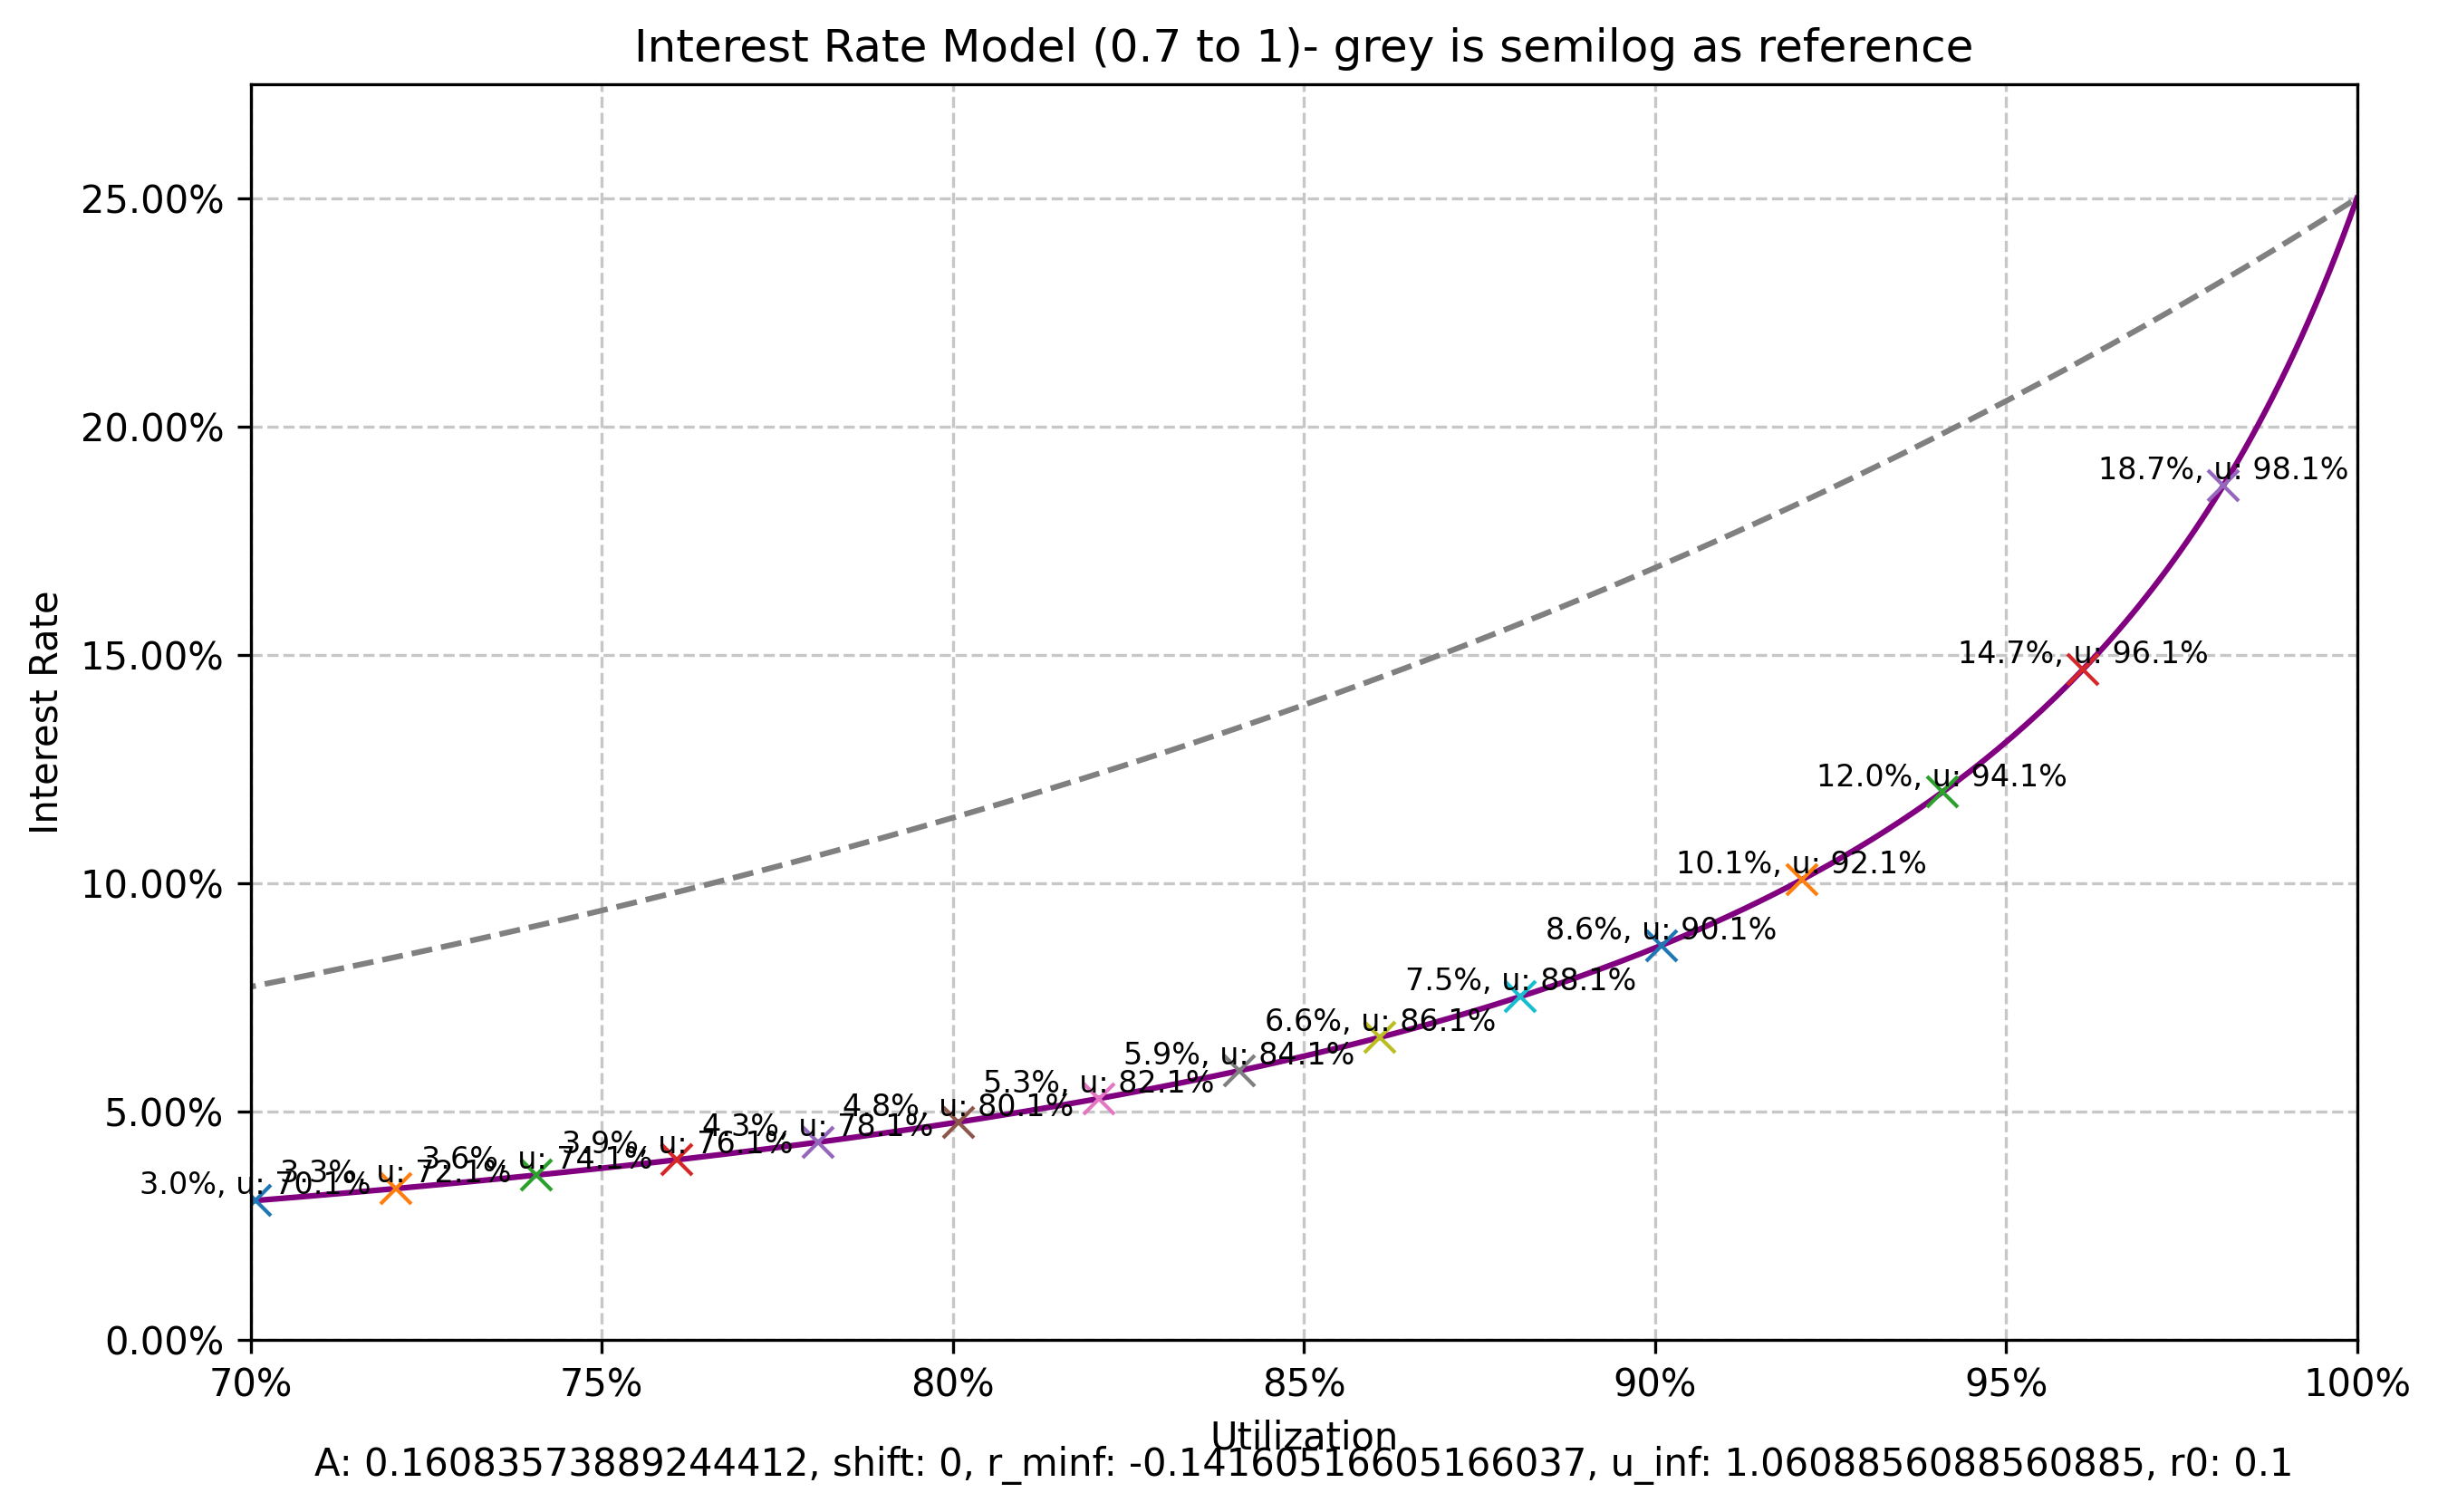 Interest Rate Model (0.7 to 1)- grey is semilog as reference
Interest Rate
25.00%
20.00%
15.00%
10.00%
5.00%
0.00%
18.7%, u: 98.1%
14.7%, u: 96.1%
12.0%, u: 94.1%
10.1%, u: 92.1%
8.6%, u: 90.1%
7.5%, u: 88.1%
6.6%, u: 86.1%
5.9%, u: 84.1%
5.3%, u: 82.1%
4.8%, u: 80.1%
4.3%, u: 78.1%
3.9%, u: 76.1%
3.6%, u: 74.1%
3.3%, u: 72.1%
3.0%, u: 70.1%
70%
75%
80%
85%
90%
95%
100%
Utilization
A: 0.16083573889244412, shift: 0, r_minf: -0.14160516605166037, u_inf: 1.0608856088560885, r0: 0.1